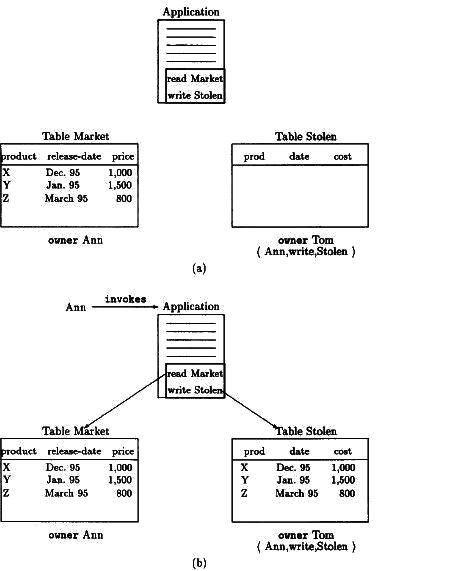 Application
read Market
write Stolen
Table Market
product release-date price
X Dec. 95 1,000
Y Jan. 95 1,500
Z March 95 800
owner Ann
Table Stolen
prod date cost
owner Tom
⟨ Ann,write,Stolen ⟩
(a)
Ann invokes Application
read Market
write Stolen
Table Market
product release-date price
X Dec. 95 1,000
Y Jan. 95 1,500
Z March 95 800
owner Ann
Table Stolen
prod date cost
X Dec. 95 1,000
Y Jan. 95 1,500
Z March 95 800
owner Tom
⟨ Ann,write,Stolen ⟩
(b)